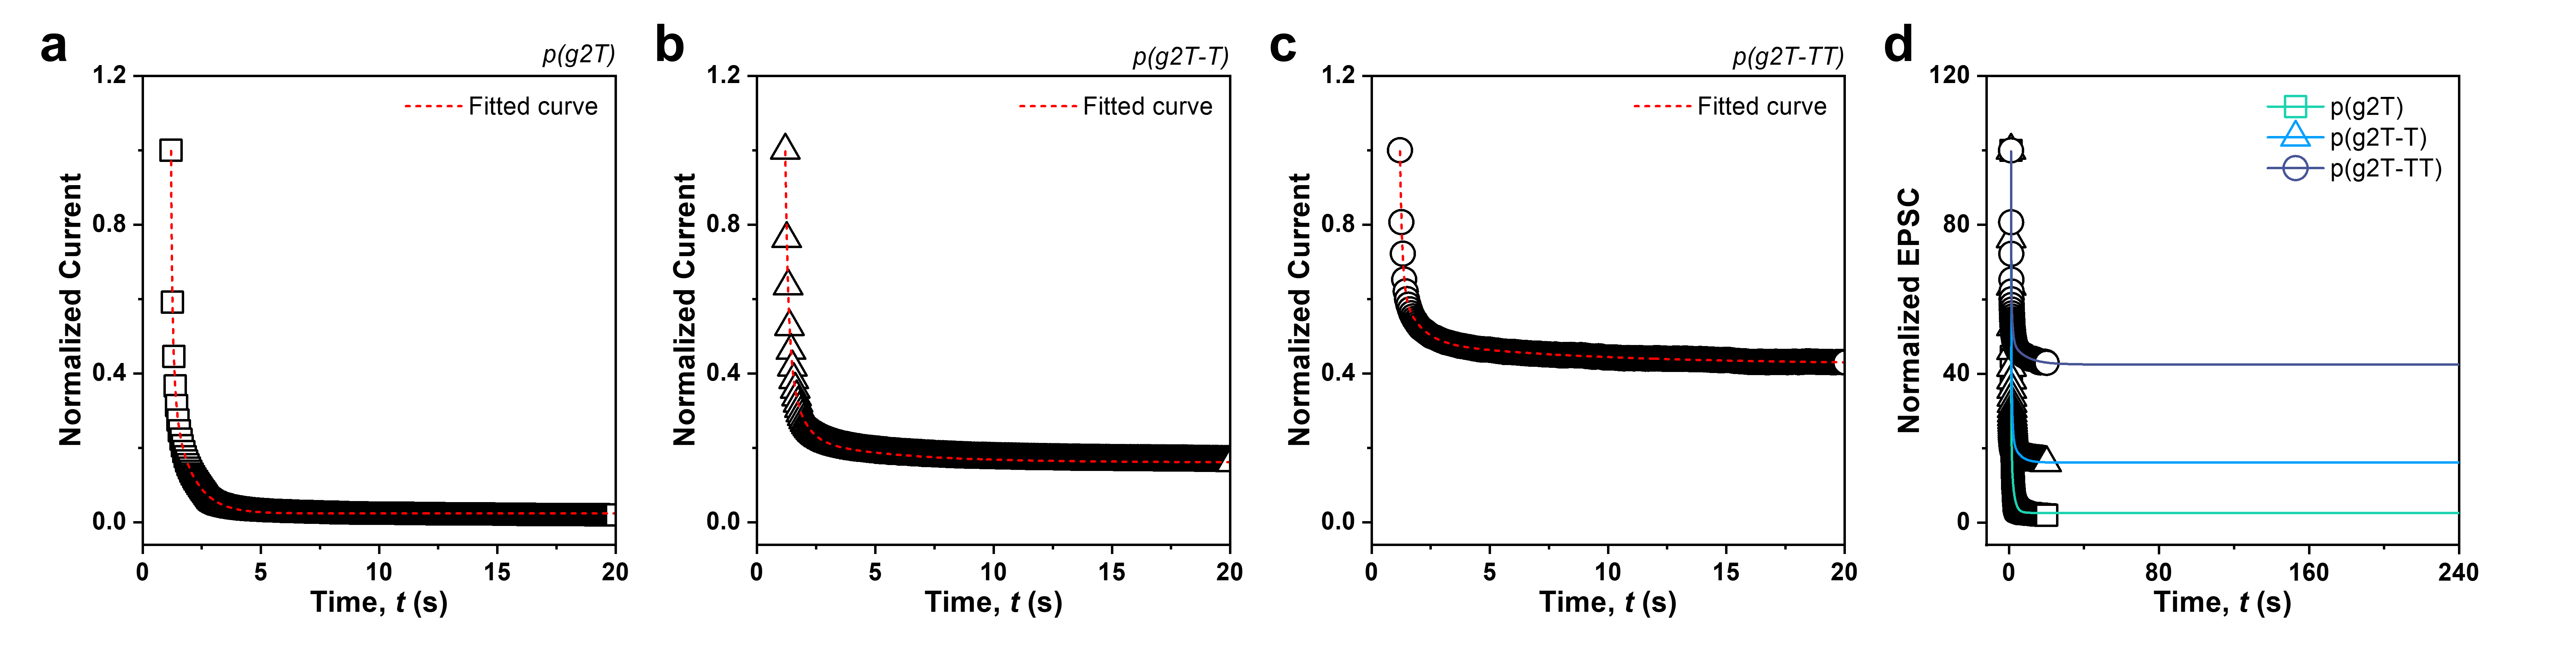 a
p(g2T)
1.2
0.8
0.4
0.0
Normalized Current
Fitted curve
0 5 10 15 20
Time, t (s)
b
p(g2T-T)
1.2
0.8
0.4
0.0
Normalized Current
Fitted curve
0 5 10 15 20
Time, t (s)
c
p(g2T-TT)
1.2
0.8
0.4
0.0
Normalized Current
Fitted curve
0 5 10 15 20
Time, t (s)
d
120
80
40
0
Normalized EPSC
p(g2T)
p(g2T-T)
p(g2T-TT)
0 80 160 240
Time, t (s)